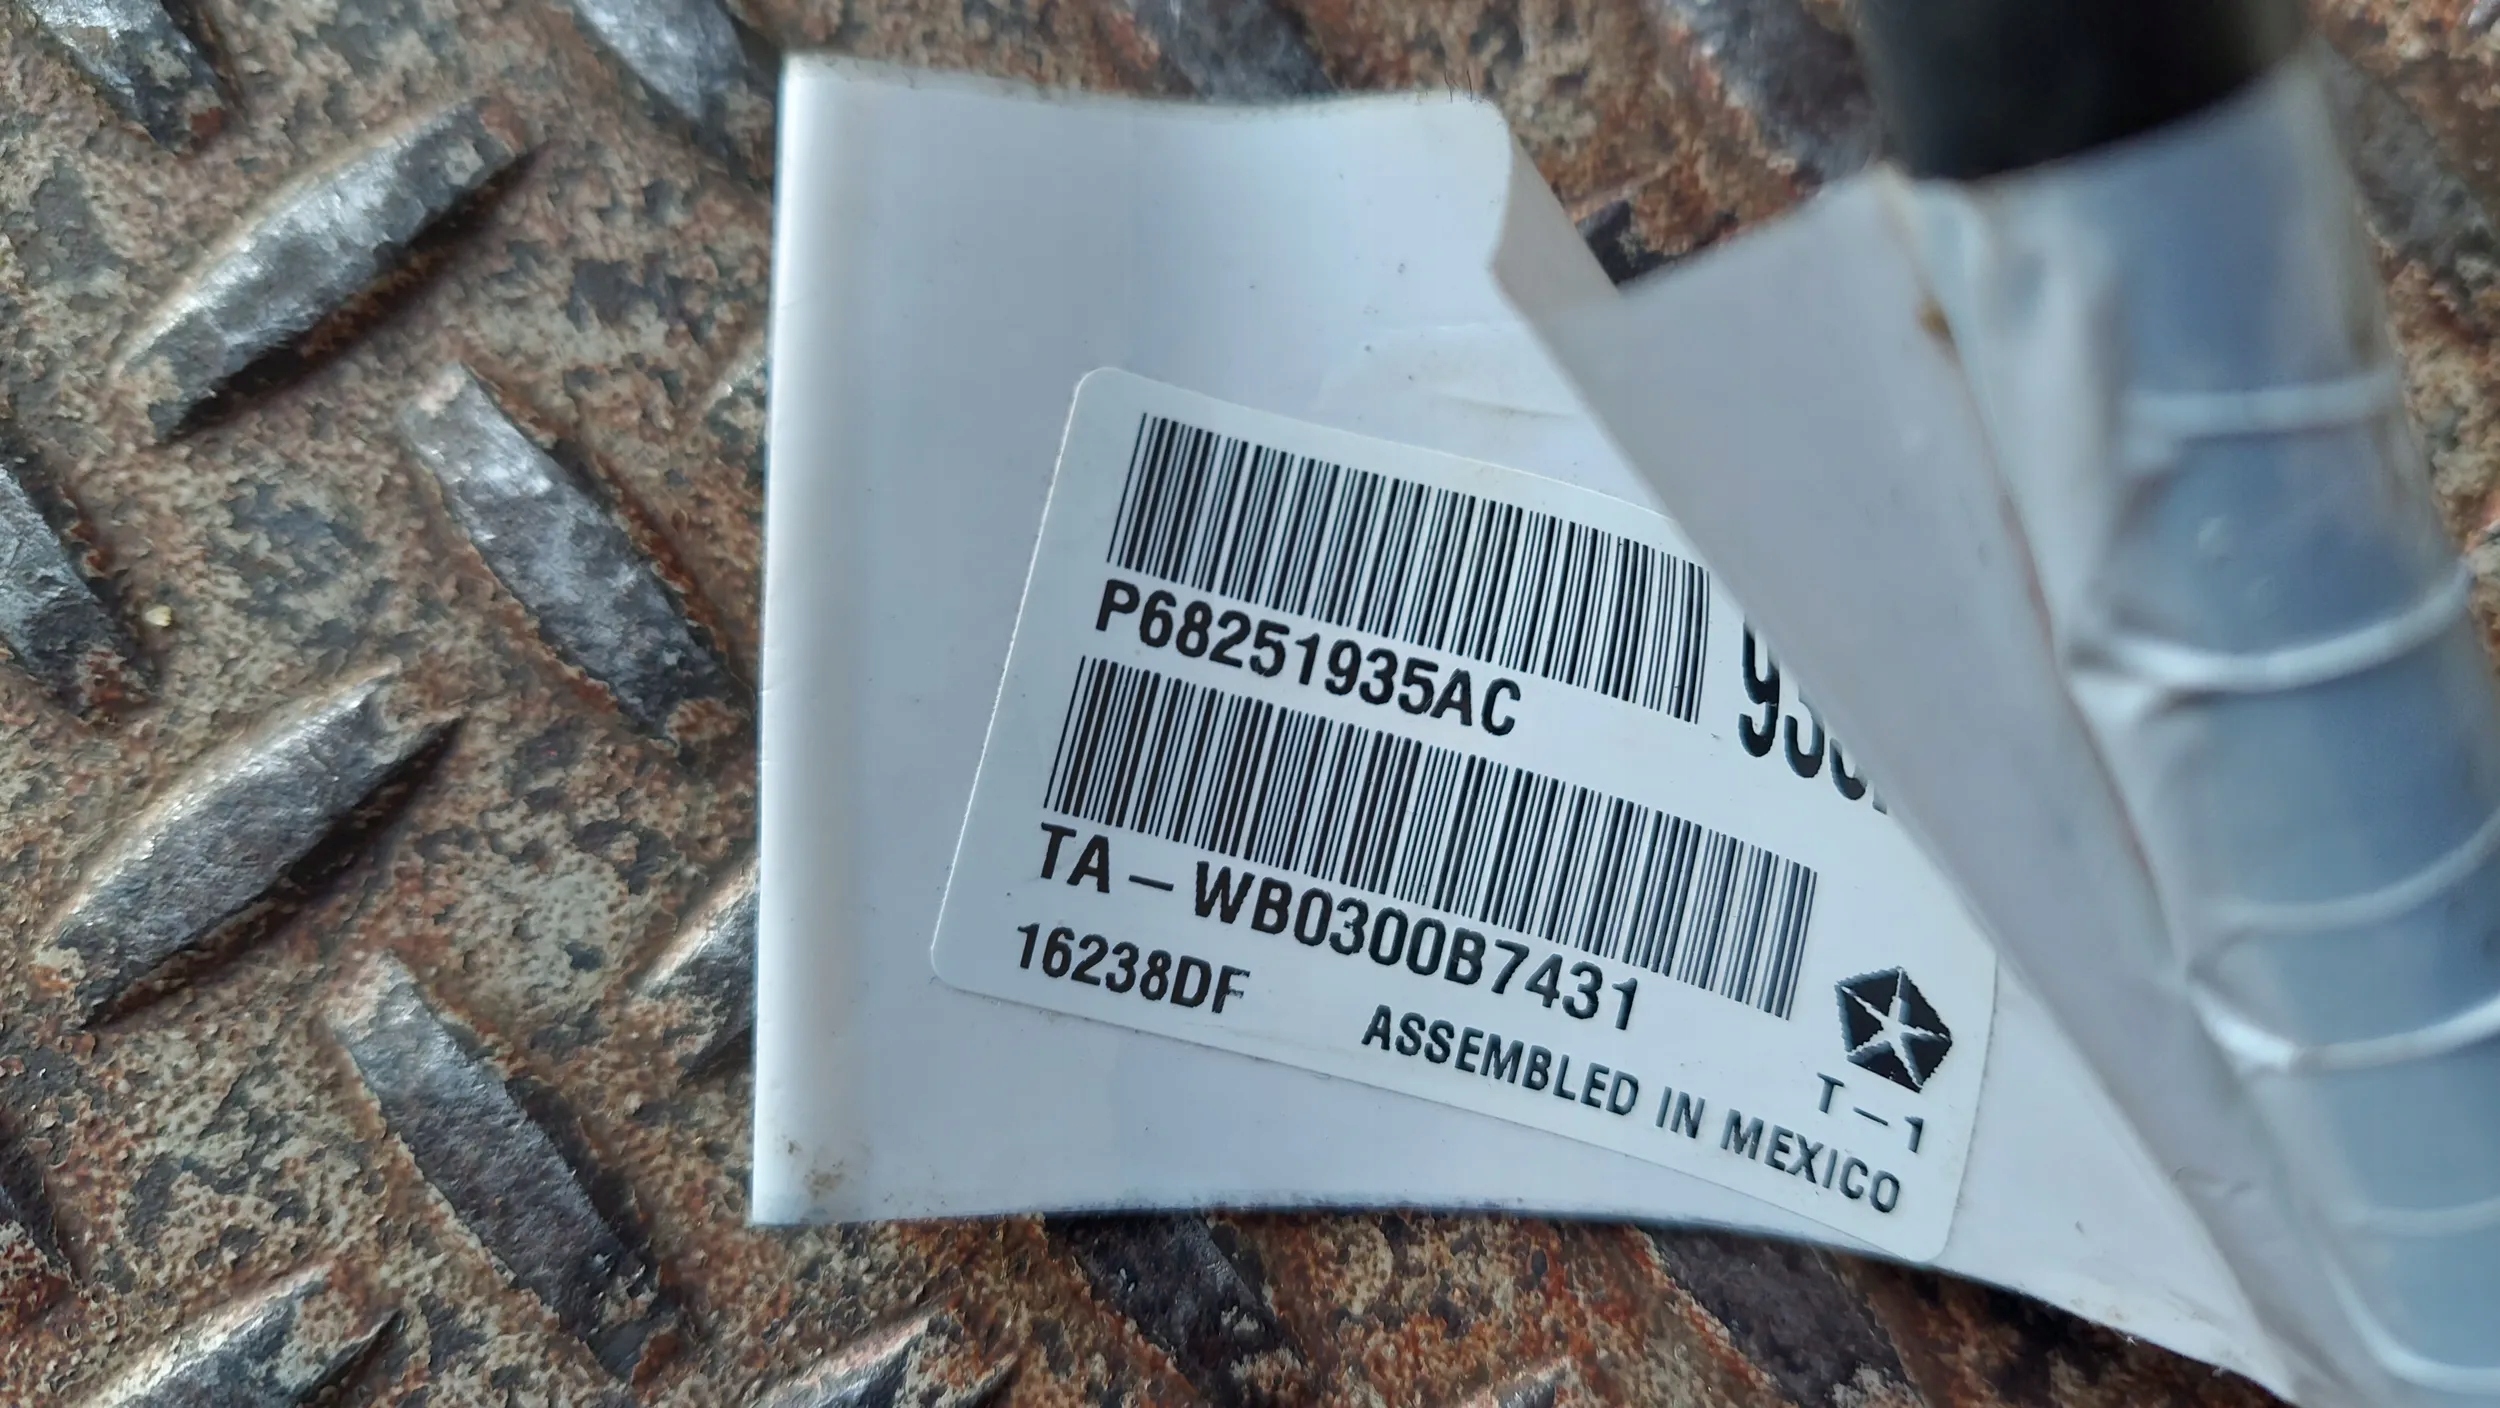 P68251935AC
TA-WB0300B7431
16238DF
T-1
ASSEMBLED IN MEXICO